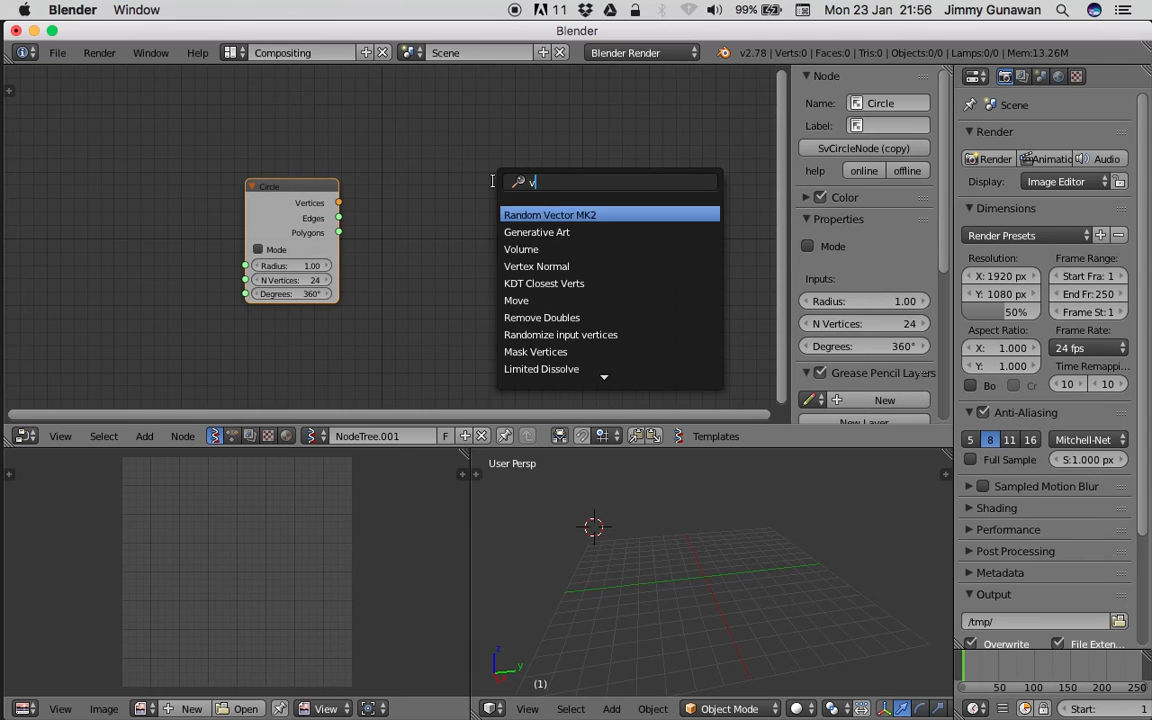 Blender Window 11 99% Mon 23 Jan 21:56 Jimmy Gunawan
Blender
File Render Window Help Compositing Scene Blender Render v2.78 | Verts:0 | Faces:0 | Tris:0 | Objects:0/0 | Lamps:0/0 | Mem:13.26M
Circle
Vertices
Edges
Polygons
Mode
Radius: 1.00
N Vertices: 24
Degrees: 360°
v
Random Vector MK2
Generative Art
Volume
Vertex Normal
KDT Closest Verts
Move
Remove Doubles
Randomize input vertices
Mask Vertices
Limited Dissolve
Node
Name: Circle
Label:
SvCircleNode (copy)
help online offline
Color
Properties
Mode
Inputs:
Radius: 1.00
N Vertices: 24
Degrees: 360°
Grease Pencil Layers
New
New Layer
Scene
Render
Render Animatic Audio
Display: Image Editor
Dimensions
Render Presets
Resolution: Frame Range:
X: 1920 px Start Fra: 1
Y: 1080 px End Fr: 250
50% Frame St: 1
Aspect Ratio: Frame Rate:
X: 1.000 24 fps
Y: 1.000 Time Remappi...
Bo Cr 10 10
Anti-Aliasing
5 8 11 16 Mitchell-Net
Full Sample S:1.000 px
Sampled Motion Blur
Shading
Performance
Post Processing
Metadata
Output
/tmp/
Overwrite File Exten...
View Select Add Node NodeTree.001 F Templates
User Persp
z
y
(1)
View Image New Open View
View Select Add Object Object Mode
50 100 150 200 250
Start: 1